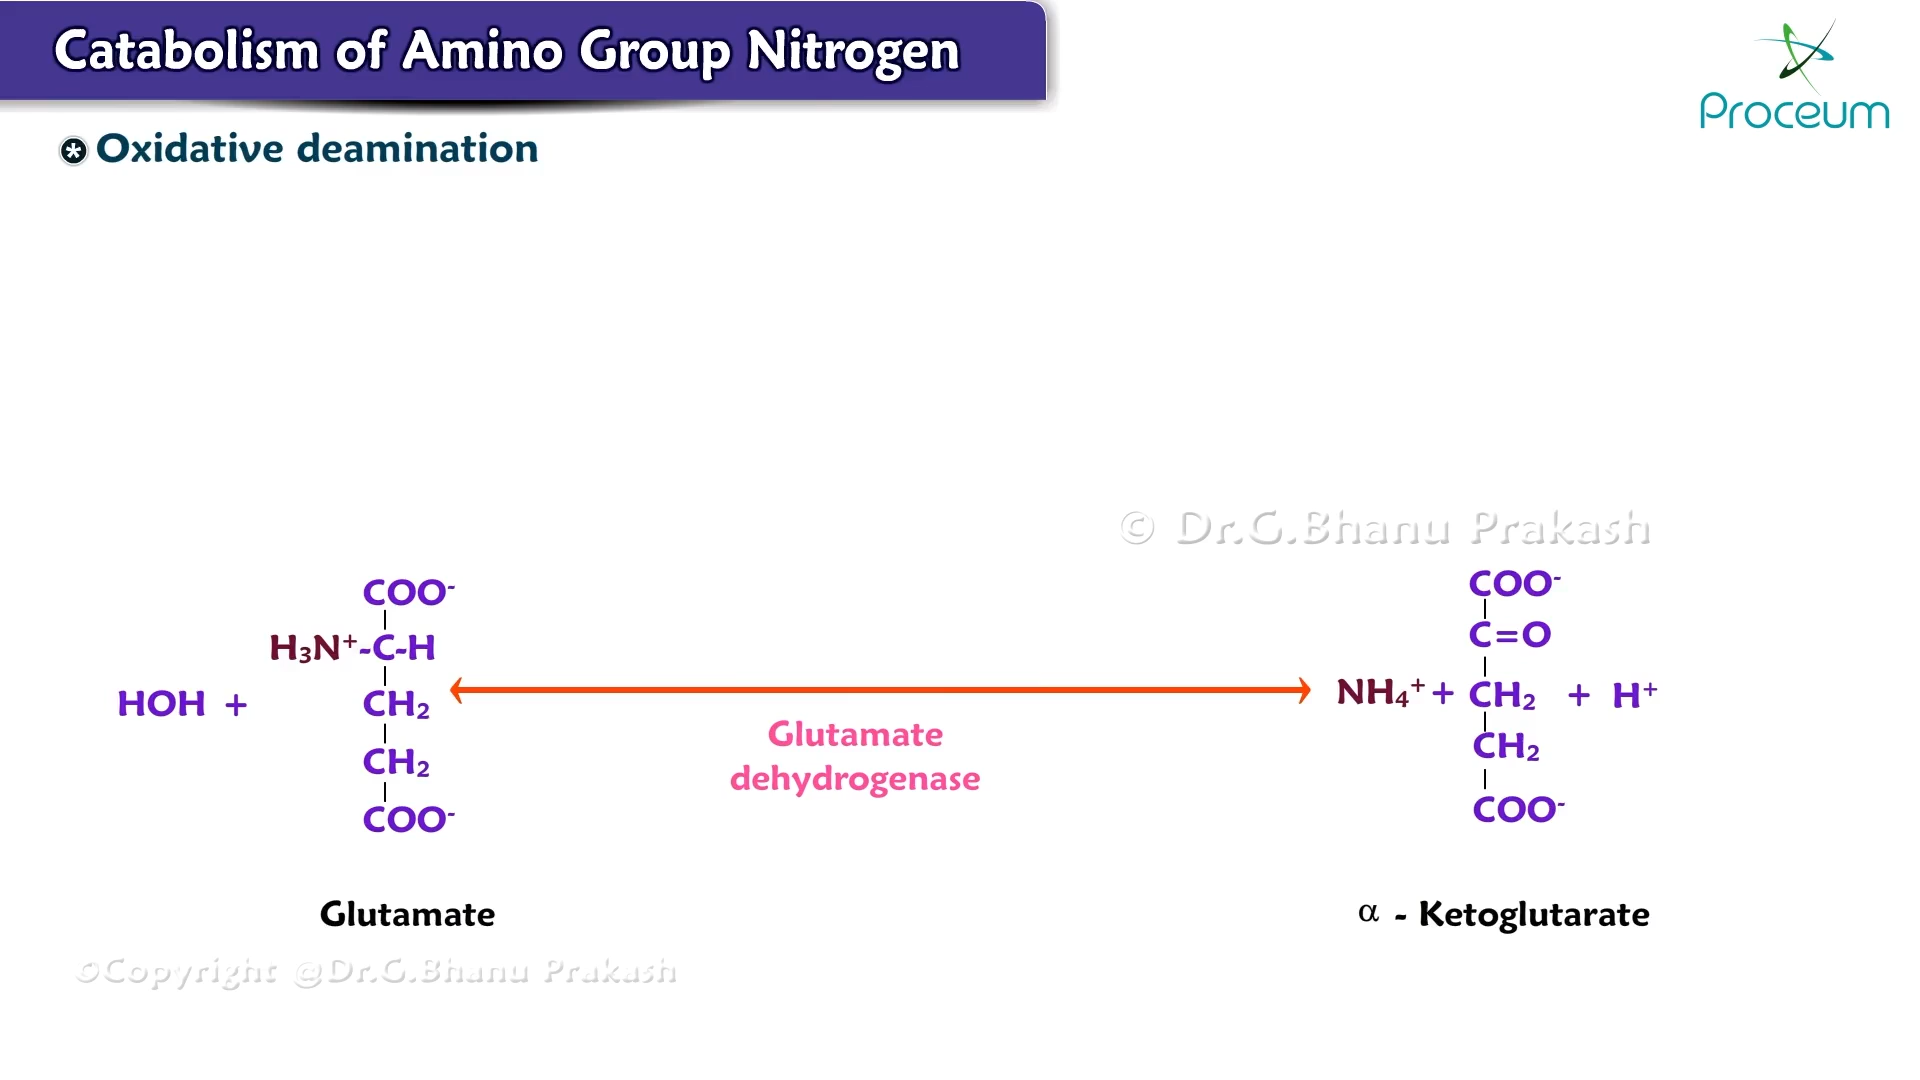 Catabolism of Amino Group Nitrogen
Proceum
Oxidative deamination
© Dr.G.Bhanu Prakash
HOH +
COO⁻
H₃N⁺-C-H
CH₂
CH₂
COO⁻
Glutamate
Glutamate
dehydrogenase
NH₄⁺ +
COO⁻
C=O
CH₂
CH₂
COO⁻
+ H⁺
α - Ketoglutarate
©Copyright @Dr.G.Bhanu Prakash